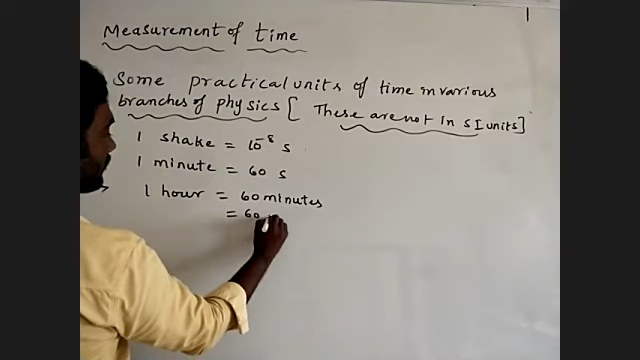 Measurement of time
Some practical units of time in various
branches of physics [ These are not in SI units]
1 shake = 10⁻⁸ s
1 minute = 60 s
1 hour = 60 minutes
= 60